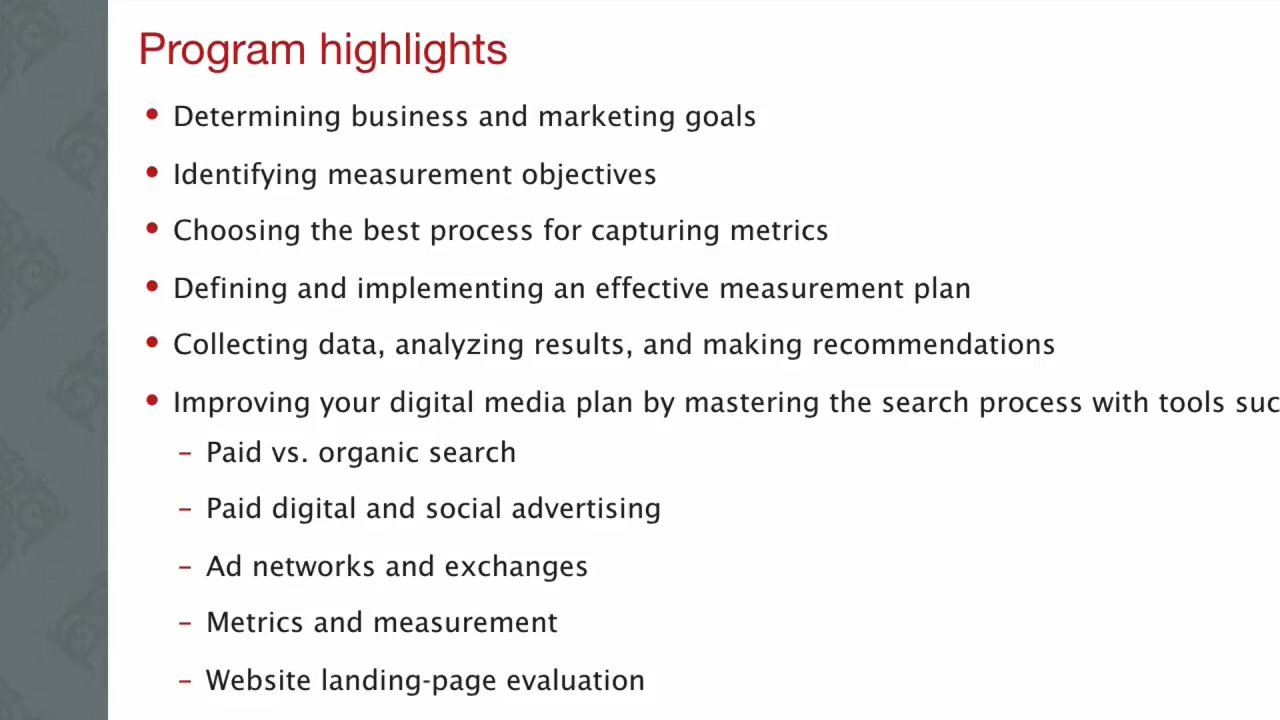 Program highlights
• Determining business and marketing goals
• Identifying measurement objectives
• Choosing the best process for capturing metrics
• Defining and implementing an effective measurement plan
• Collecting data, analyzing results, and making recommendations
• Improving your digital media plan by mastering the search process with tools suc
– Paid vs. organic search
– Paid digital and social advertising
– Ad networks and exchanges
– Metrics and measurement
– Website landing-page evaluation